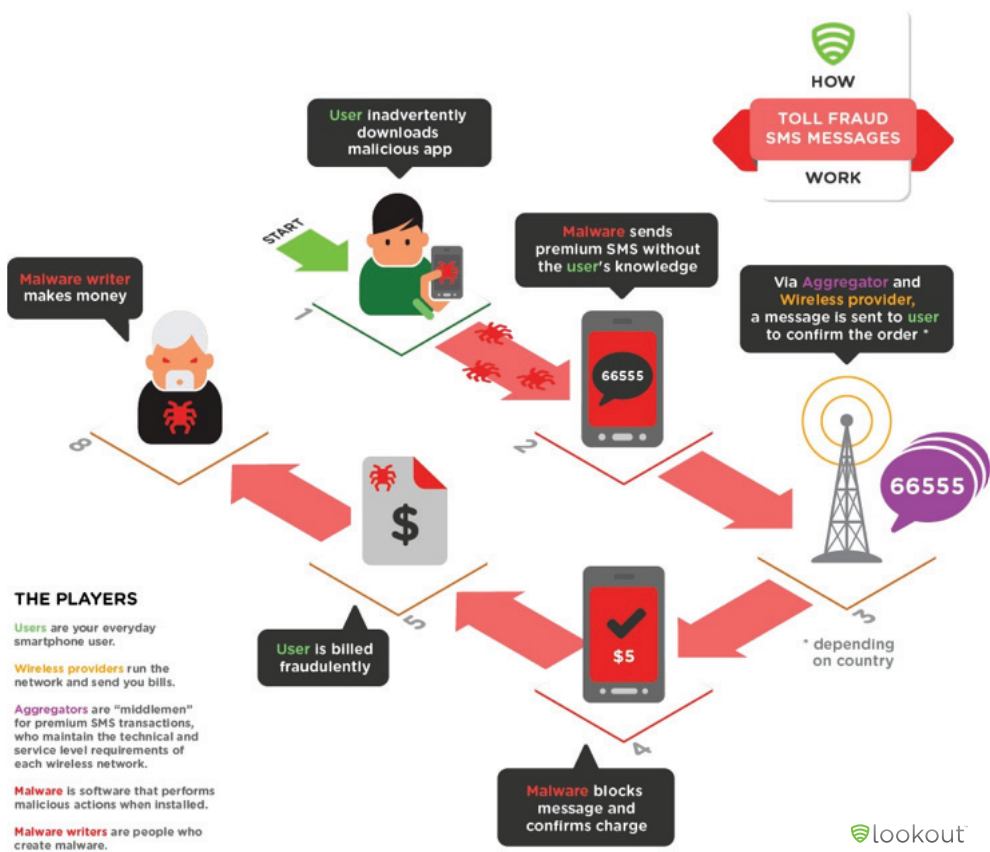 HOW
TOLL FRAUD
SMS MESSAGES
WORK
START
User inadvertently
downloads
malicious app
1
Malware sends
premium SMS without
the user's knowledge
66555
2
Via Aggregator and
Wireless provider,
a message is sent to user
to confirm the order *
66555
3
* depending
on country
$5
4
Malware blocks
message and
confirms charge
$
5
User is billed
fraudulently
Malware writer
makes money
8
THE PLAYERS
Users are your everyday
smartphone user.
Wireless providers run the
network and send you bills.
Aggregators are “middlemen”
for premium SMS transactions,
who maintain the technical and
service level requirements of
each wireless network.
Malware is software that performs
malicious actions when installed.
Malware writers are people who
create malware.
lookout